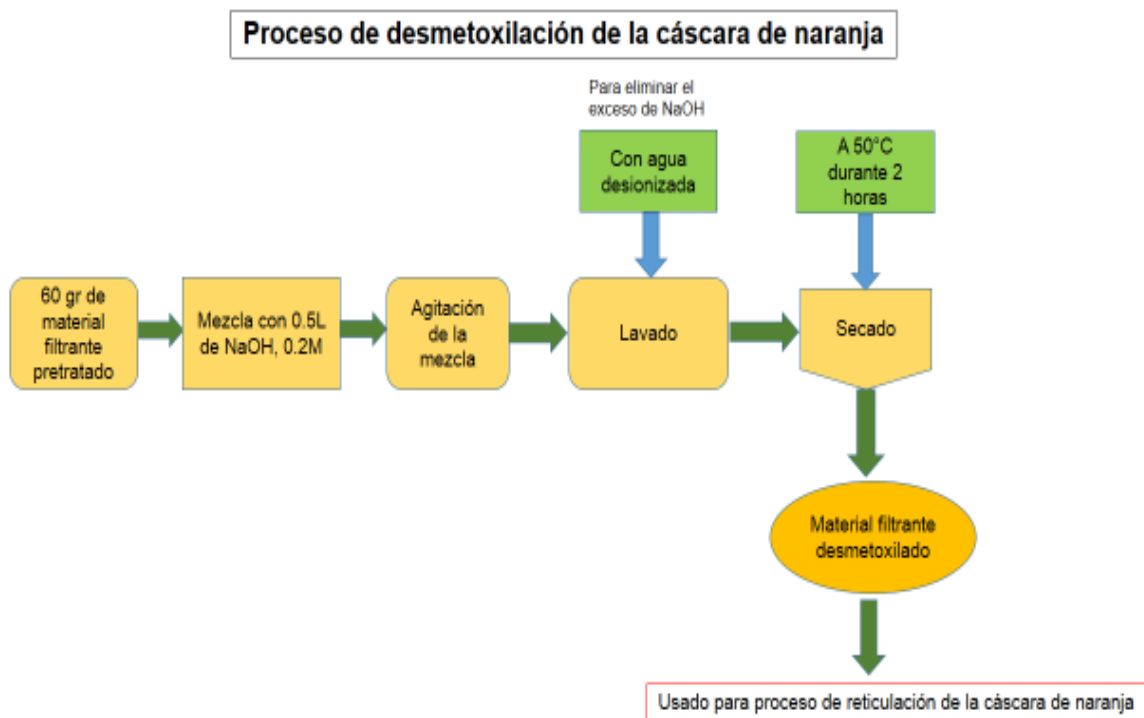 Proceso de desmetoxilación de la cáscara de naranja
Para eliminar el
exceso de NaOH
Con agua
desionizada
A 50°C
durante 2
horas
60 gr de
material
filtrante
pretratado
Mezcla con 0.5L
de NaOH, 0.2M
Agitación
de la
mezcla
Lavado
Secado
Material filtrante
desmetoxilado
Usado para proceso de reticulación de la cáscara de naranja